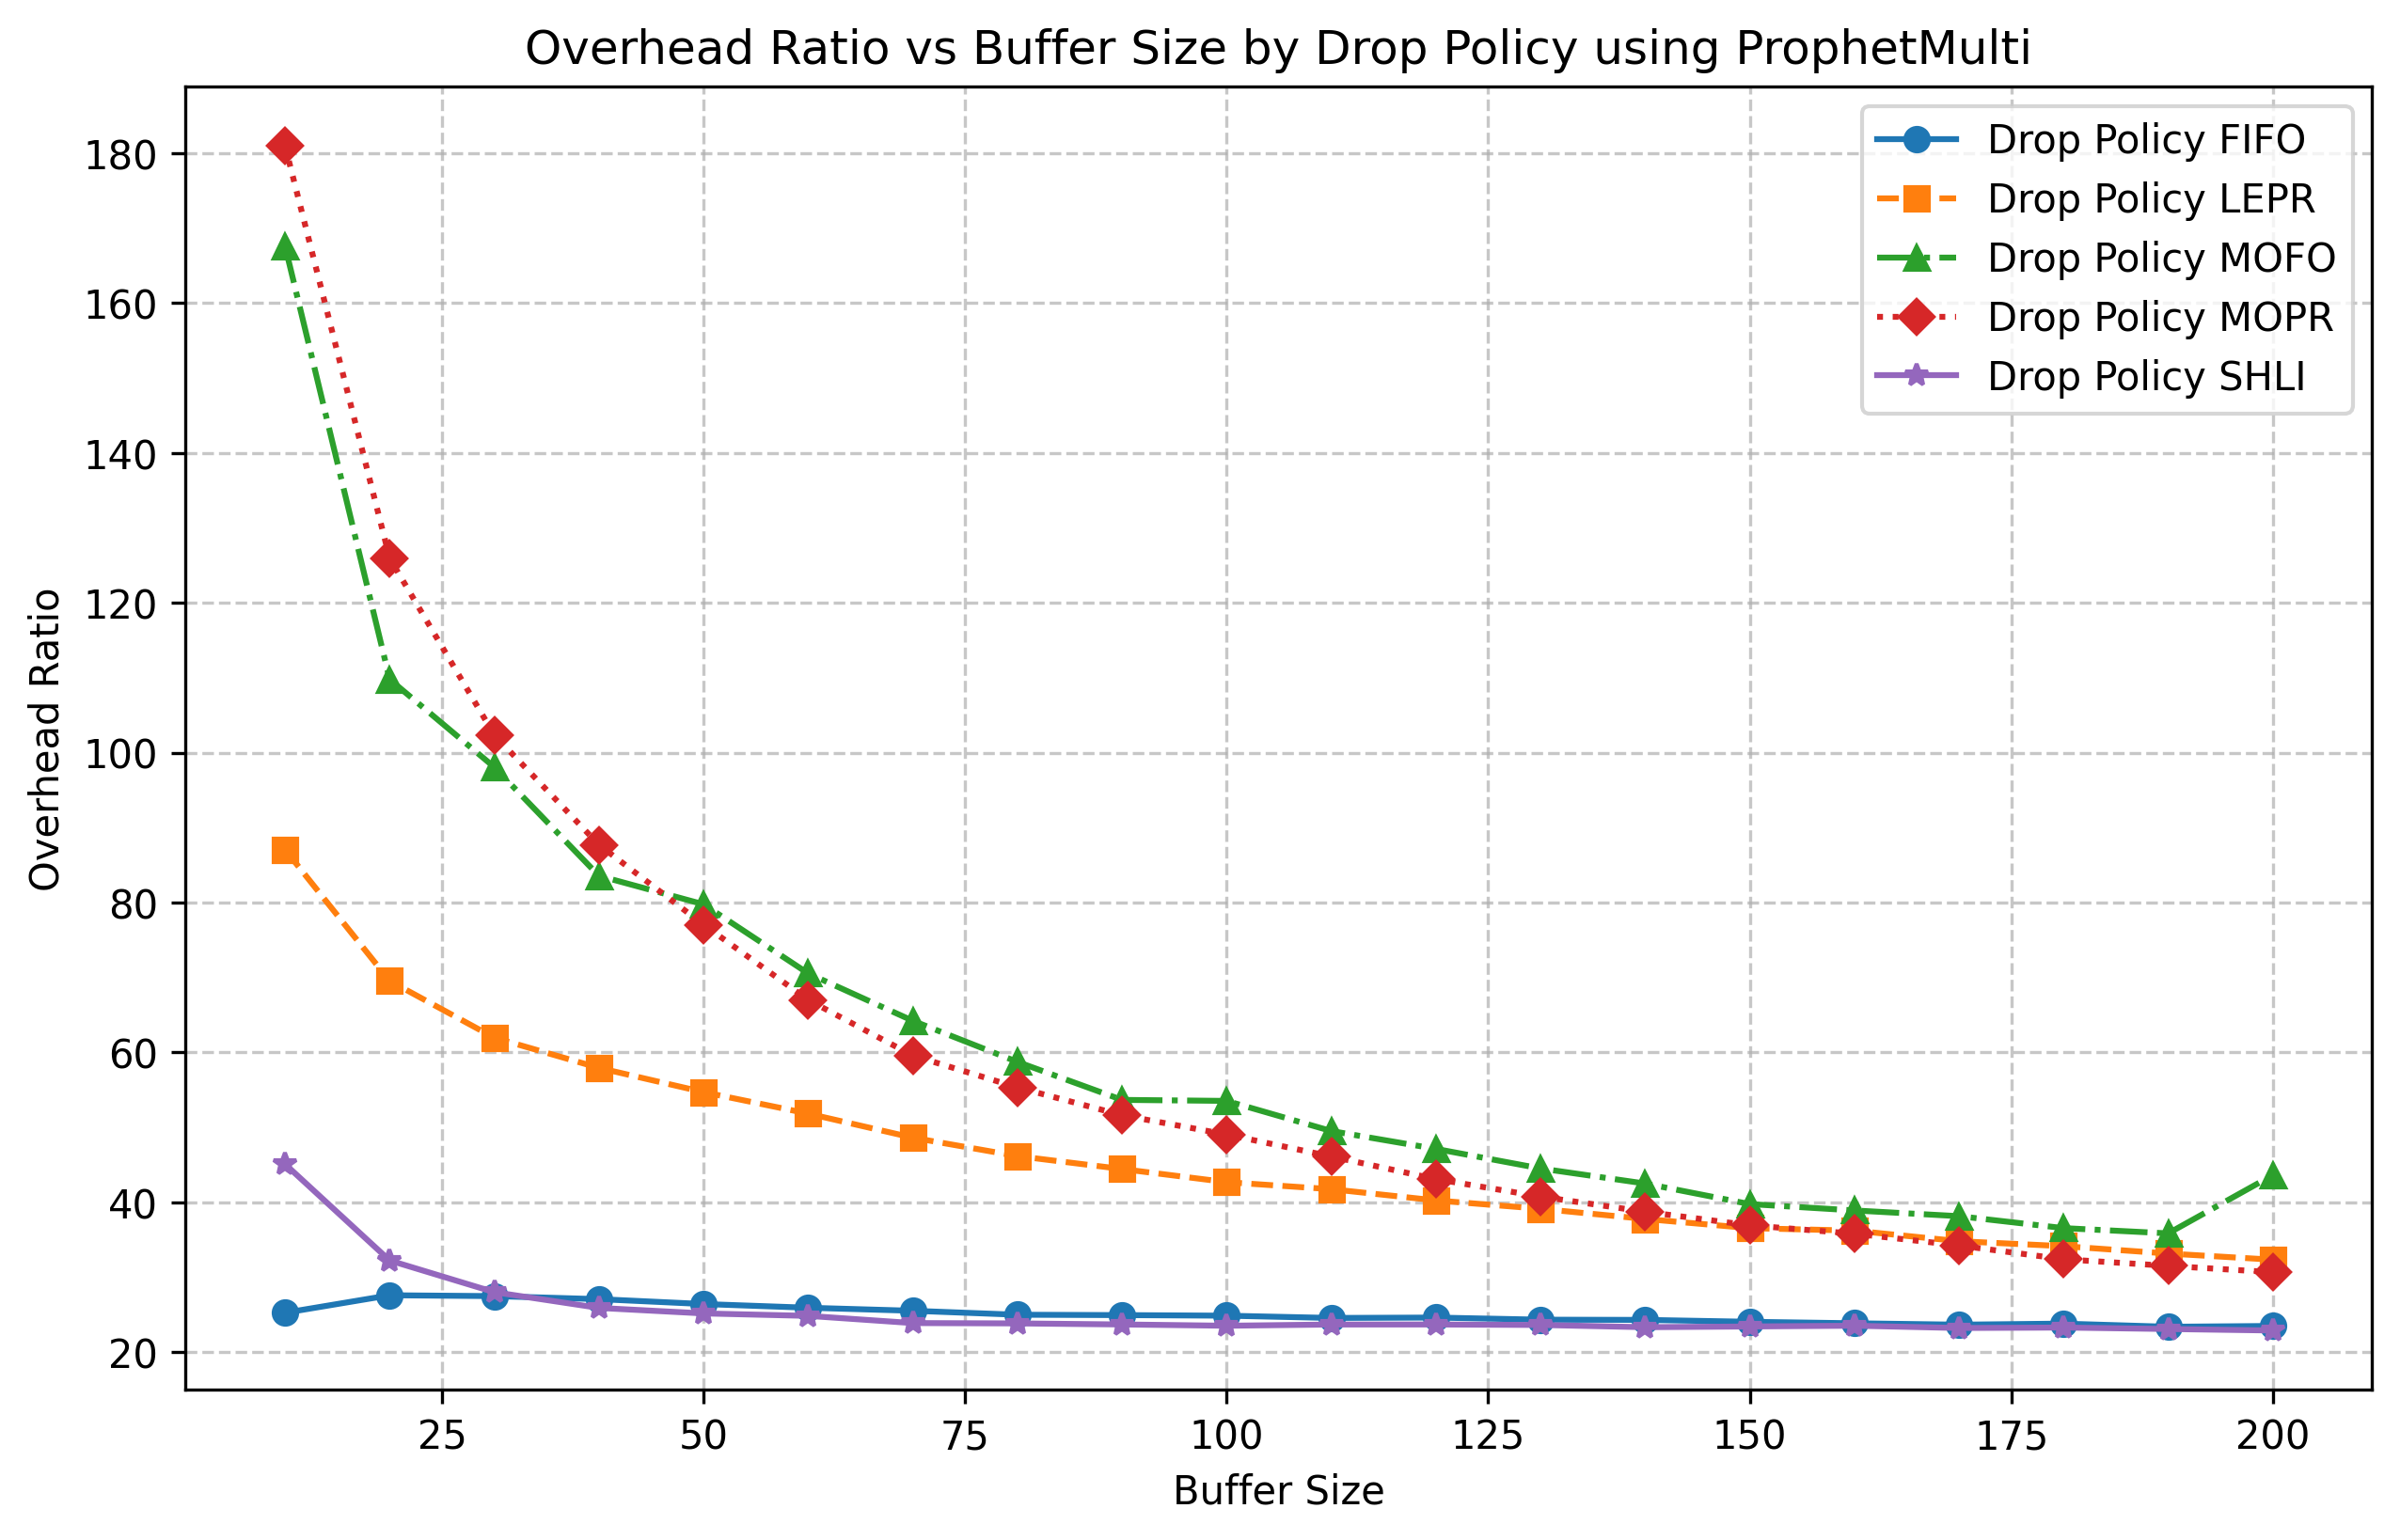 Overhead Ratio vs Buffer Size by Drop Policy using ProphetMulti
Drop Policy FIFO
Drop Policy LEPR
Drop Policy MOFO
Drop Policy MOPR
Drop Policy SHLI
Overhead Ratio
180
160
140
120
100
80
60
40
20
25 50 75 100 125 150 175 200
Buffer Size